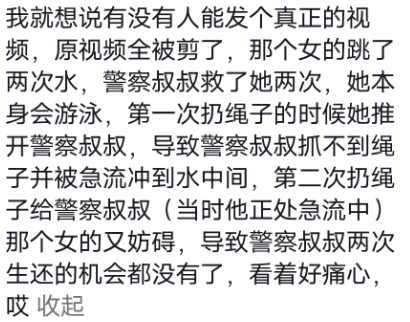 我就想说有没有人能发个真正的视
频，原视频全被剪了，那个女的跳了
两次水，警察叔叔救了她两次，她本
身会游泳，第一次扔绳子的时候她推
开警察叔叔，导致警察叔叔抓不到绳
子并被急流冲到水中间，第二次扔绳
子给警察叔叔（当时他正处急流中）
那个女的又妨碍，导致警察叔叔两次
生还的机会都没有了，看着好痛心，
哎 收起